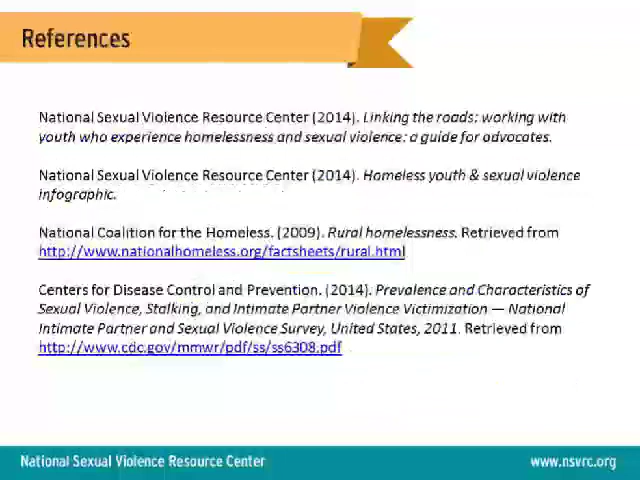 References
National Sexual Violence Resource Center (2014). Linking the roads: working with
youth who experience homelessness and sexual violence: a guide for advocates.
National Sexual Violence Resource Center (2014). Homeless youth & sexual violence
infographic.
National Coalition for the Homeless. (2009). Rural homelessness. Retrieved from
http://www.nationalhomeless.org/factsheets/rural.html
Centers for Disease Control and Prevention. (2014). Prevalence and Characteristics of
Sexual Violence, Stalking, and Intimate Partner Violence Victimization — National
Intimate Partner and Sexual Violence Survey, United States, 2011. Retrieved from
http://www.cdc.gov/mmwr/pdf/ss/ss6308.pdf
National Sexual Violence Resource Center
www.nsvrc.org